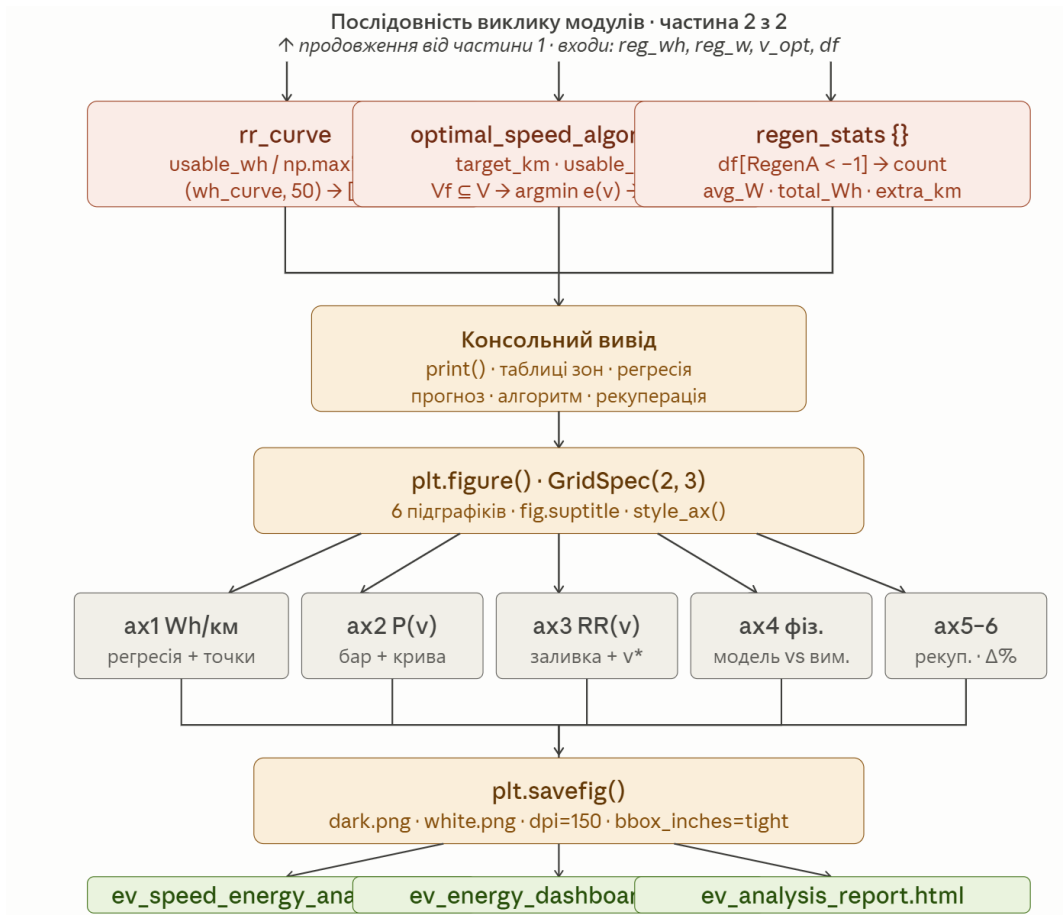 Послідовність виклику модулів · частина 2 з 2
↑ продовження від частини 1 · входи: reg_wh, reg_w, v_opt, df
rr_curve
usable_wh / np.maxi
(wh_curve, 50) → [
optimal_speed_algor
target_km · usable_
Vf ⊆ V → argmin e(v) →
regen_stats {}
df[RegenA < −1] → count
avg_W · total_Wh · extra_km
Консольний вивід
print() · таблиці зон · регресія
прогноз · алгоритм · рекуперація
plt.figure() · GridSpec(2, 3)
6 підграфіків · fig.suptitle · style_ax()
ax1 Wh/км
регресія + точки
ax2 P(v)
бар + крива
ax3 RR(v)
заливка + v*
ax4 фіз.
модель vs вим.
ax5–6
рекуп. · Δ%
plt.savefig()
dark.png · white.png · dpi=150 · bbox_inches=tight
ev_speed_energy_ana
ev_energy_dashboar
ev_analysis_report.html